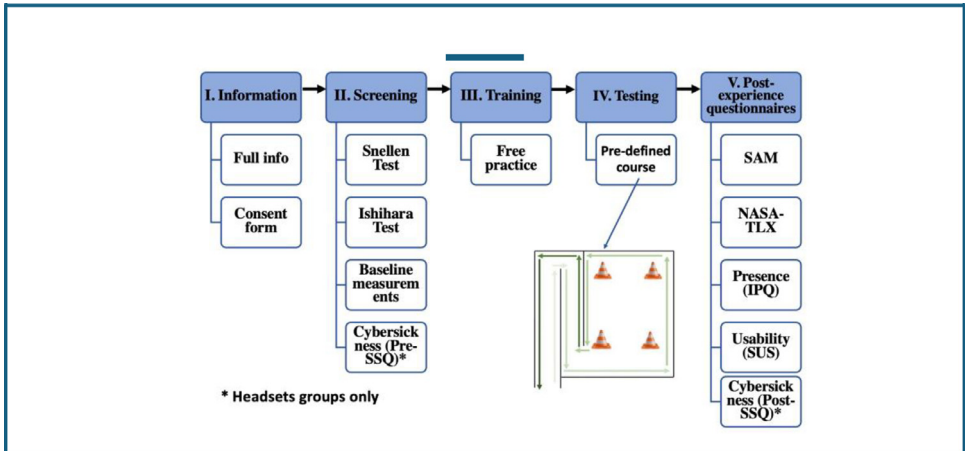 I. Information
II. Screening
III. Training
IV. Testing
V. Post-
experience
questionnaires
Full info
Consent
form
Snellen
Test
Ishihara
Test
Baseline
measurem
ents
Cybersick
ness (Pre-
SSQ)*
Free
practice
Pre-defined
course
SAM
NASA-
TLX
Presence
(IPQ)
Usability
(SUS)
Cybersick
ness (Post-
SSQ)*
* Headsets groups only